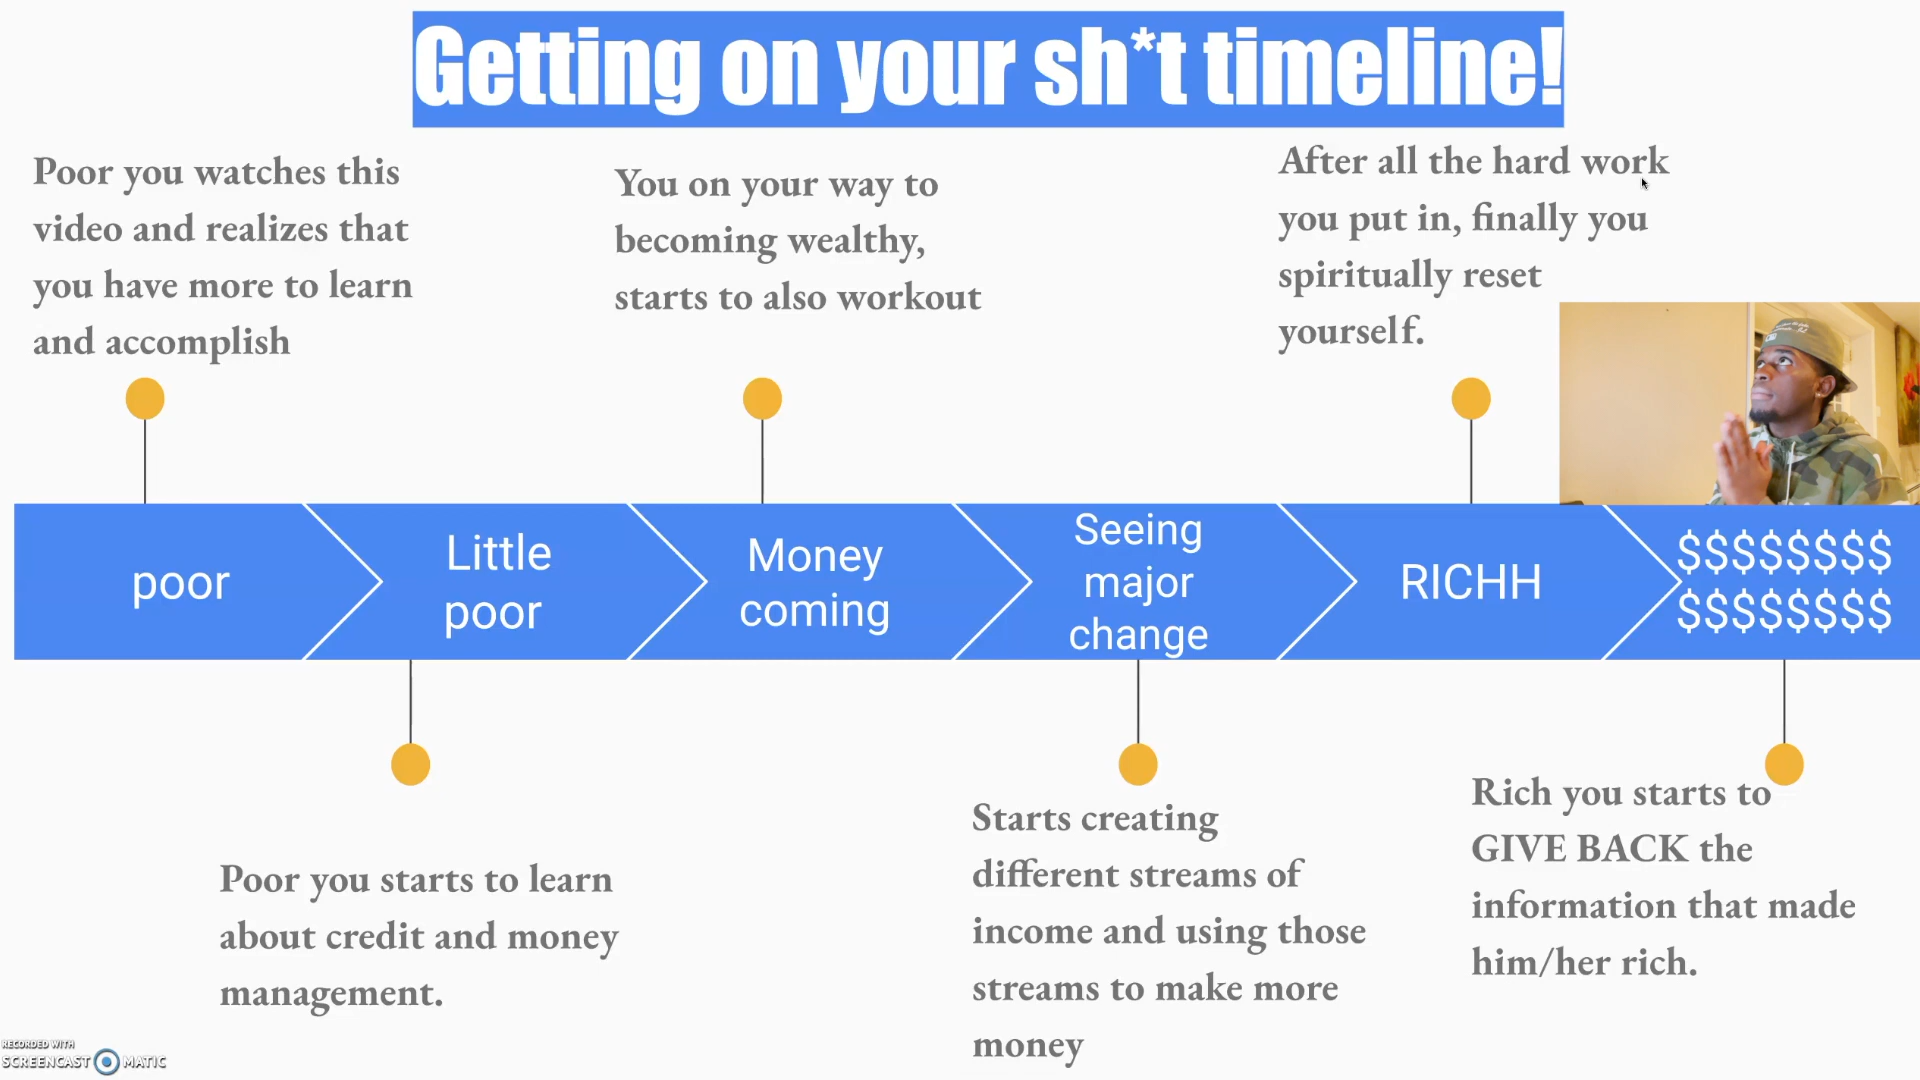 Getting on your sh*t timeline!
Poor you watches this
video and realizes that
you have more to learn
and accomplish
You on your way to
becoming wealthy,
starts to also workout
After all the hard work
you put in, finally you
spiritually reset
yourself.
poor
Little
poor
Money
coming
Seeing
major
change
RICHH
$$$$$$$$
$$$$$$$$
Poor you starts to learn
about credit and money
management.
Starts creating
different streams of
income and using those
streams to make more
money
Rich you starts to
GIVE BACK the
information that made
him/her rich.
RECORDED WITH
SCREENCAST MATIC